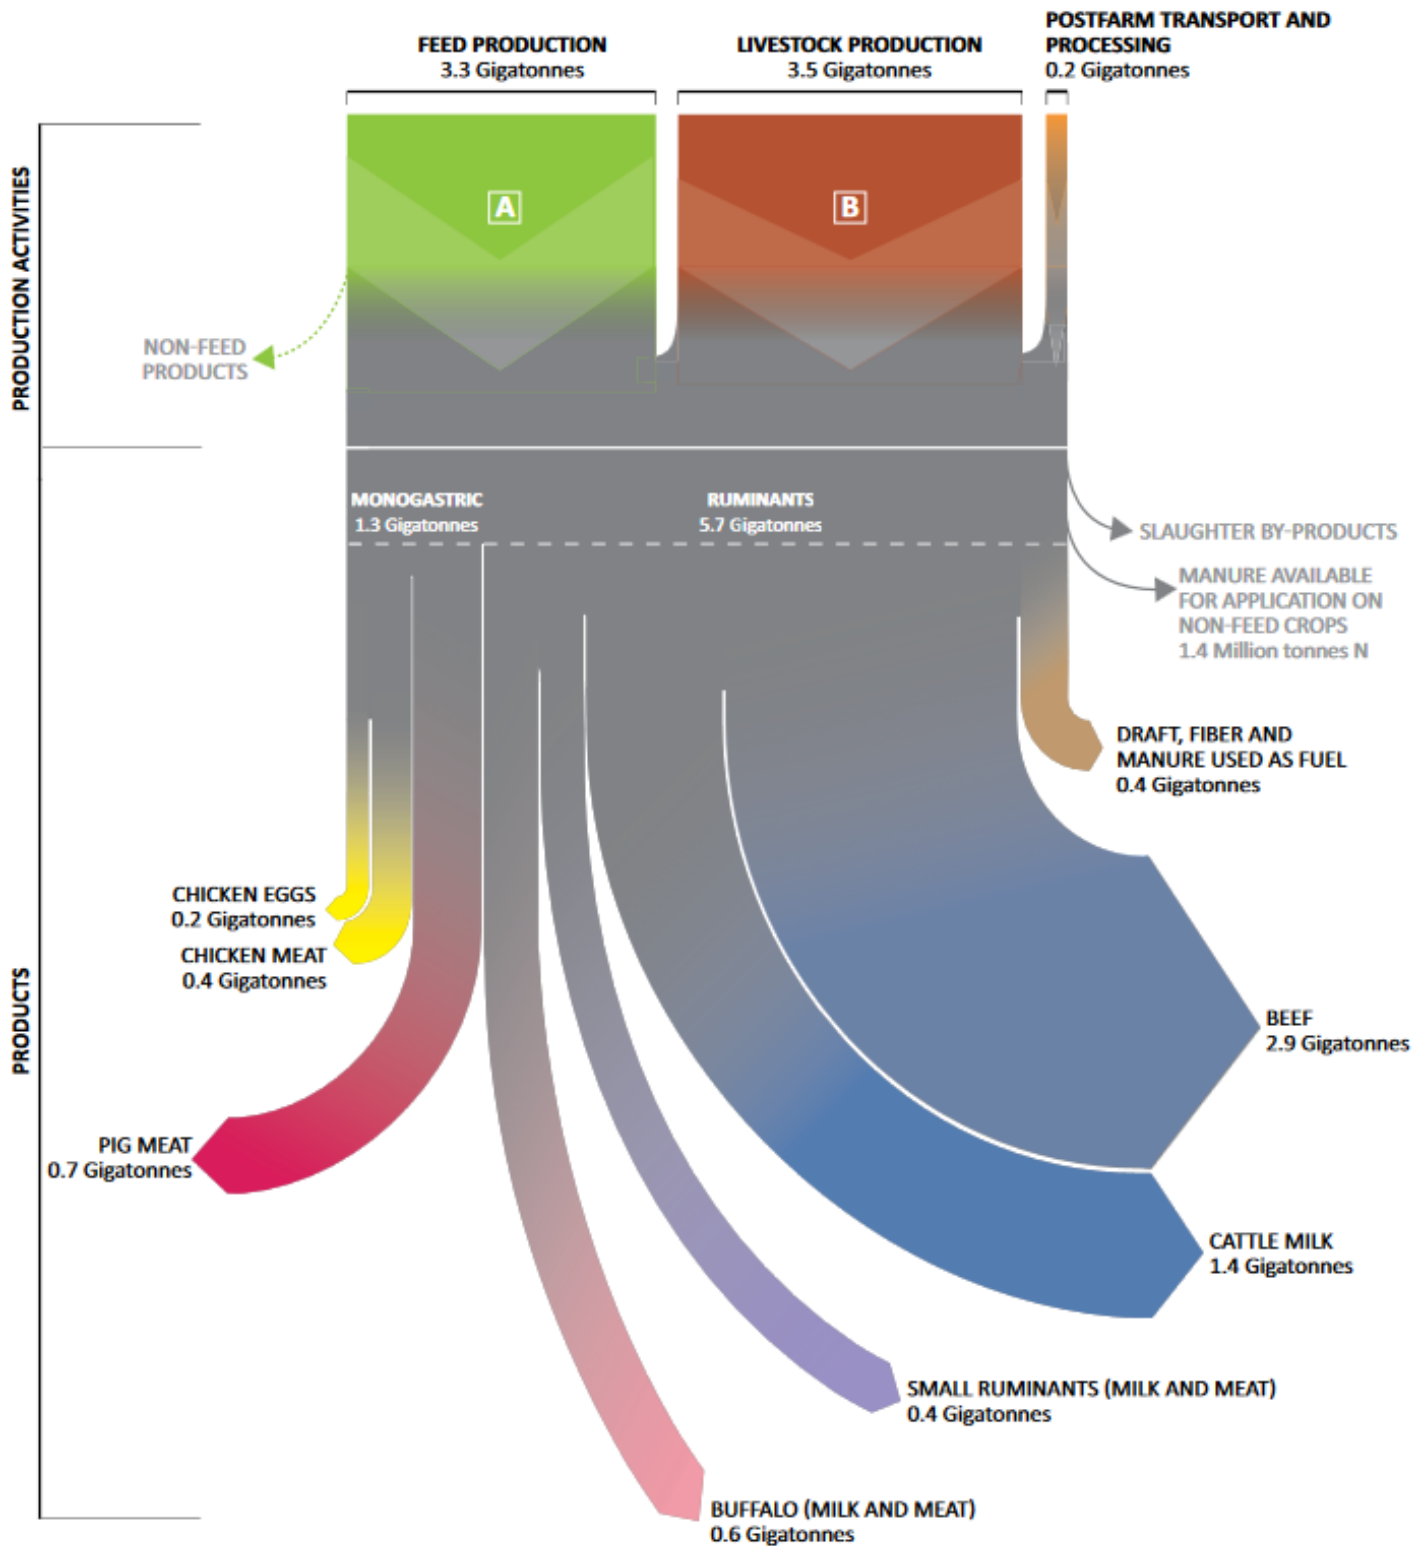 FEED PRODUCTION
3.3 Gigatonnes
LIVESTOCK PRODUCTION
3.5 Gigatonnes
POSTFARM TRANSPORT AND
PROCESSING
0.2 Gigatonnes
PRODUCTION ACTIVITIES
A
B
NON-FEED
PRODUCTS
MONOGASTRIC
1.3 Gigatonnes
RUMINANTS
5.7 Gigatonnes
SLAUGHTER BY-PRODUCTS
MANURE AVAILABLE
FOR APPLICATION ON
NON-FEED CROPS
1.4 Million tonnes N
DRAFT, FIBER AND
MANURE USED AS FUEL
0.4 Gigatonnes
PRODUCTS
CHICKEN EGGS
0.2 Gigatonnes
CHICKEN MEAT
0.4 Gigatonnes
BEEF
2.9 Gigatonnes
PIG MEAT
0.7 Gigatonnes
CATTLE MILK
1.4 Gigatonnes
SMALL RUMINANTS (MILK AND MEAT)
0.4 Gigatonnes
BUFFALO (MILK AND MEAT)
0.6 Gigatonnes